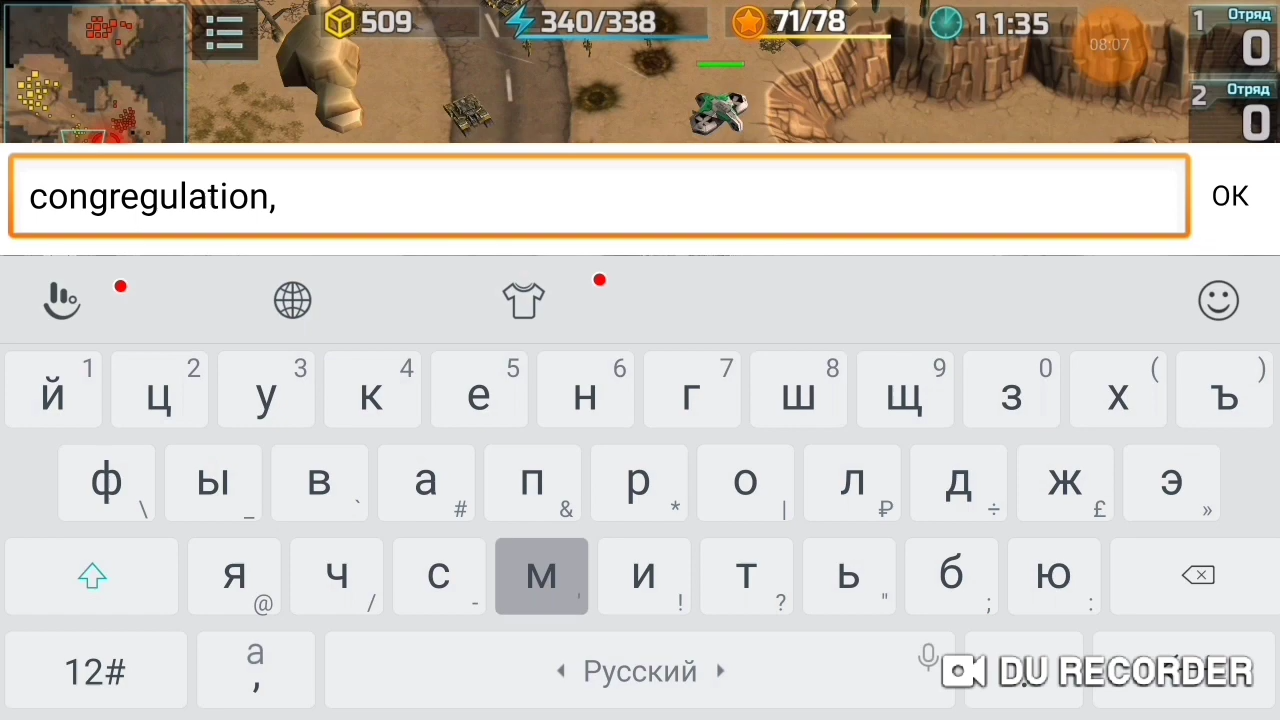 509 340/338 71/78 11:35 08:07 1 Отряд 0
2 Отряд 0
congregulation, OK
1 2 3 4 5 6 7 8 9 0 ( )
й ц у к е н г ш щ з х ъ
ф ы в а п р о л д ж э
\ _ ` # & * | ₽ ÷ £ »
я ч с м и т ь б ю
@ / - ' ! ? " ; :
12# а , Русский .
DU RECORDER